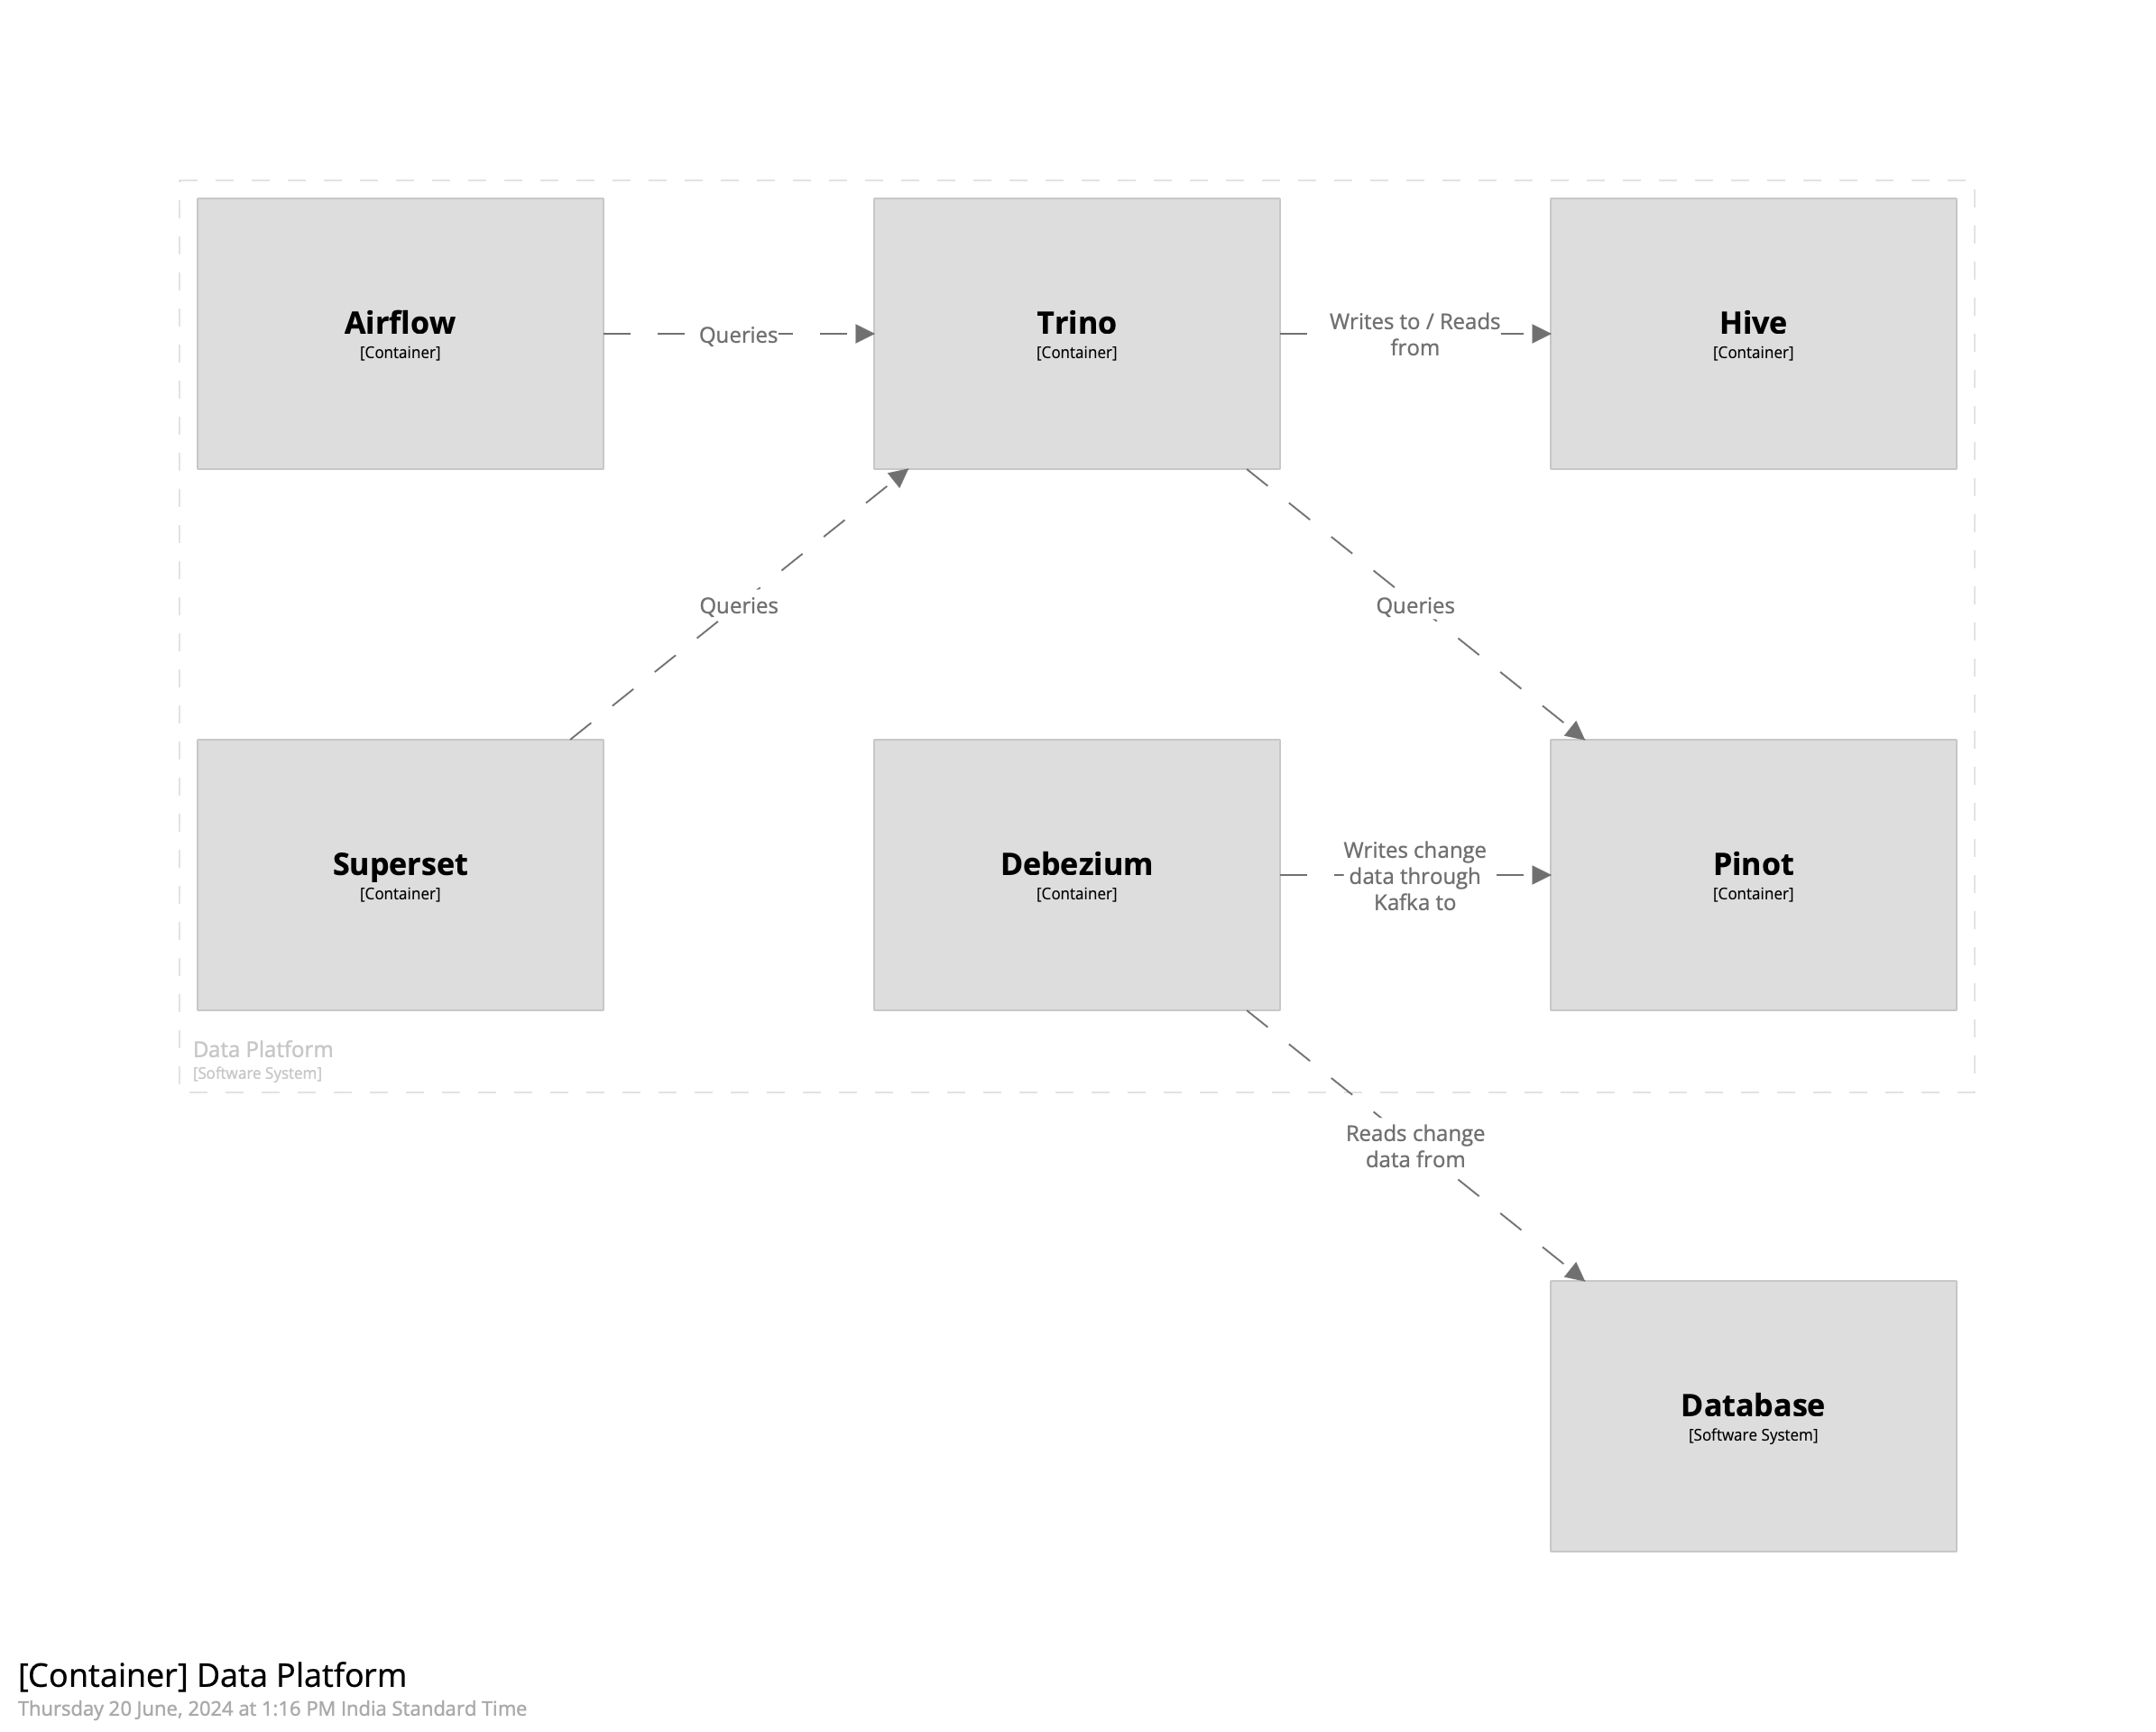 Airflow
[Container]
Queries
Trino
[Container]
Writes to / Reads
from
Hive
[Container]
Queries
Queries
Superset
[Container]
Debezium
[Container]
Writes change
data through
Kafka to
Pinot
[Container]
Data Platform
[Software System]
Reads change
data from
Database
[Software System]
[Container] Data Platform
Thursday 20 June, 2024 at 1:16 PM India Standard Time